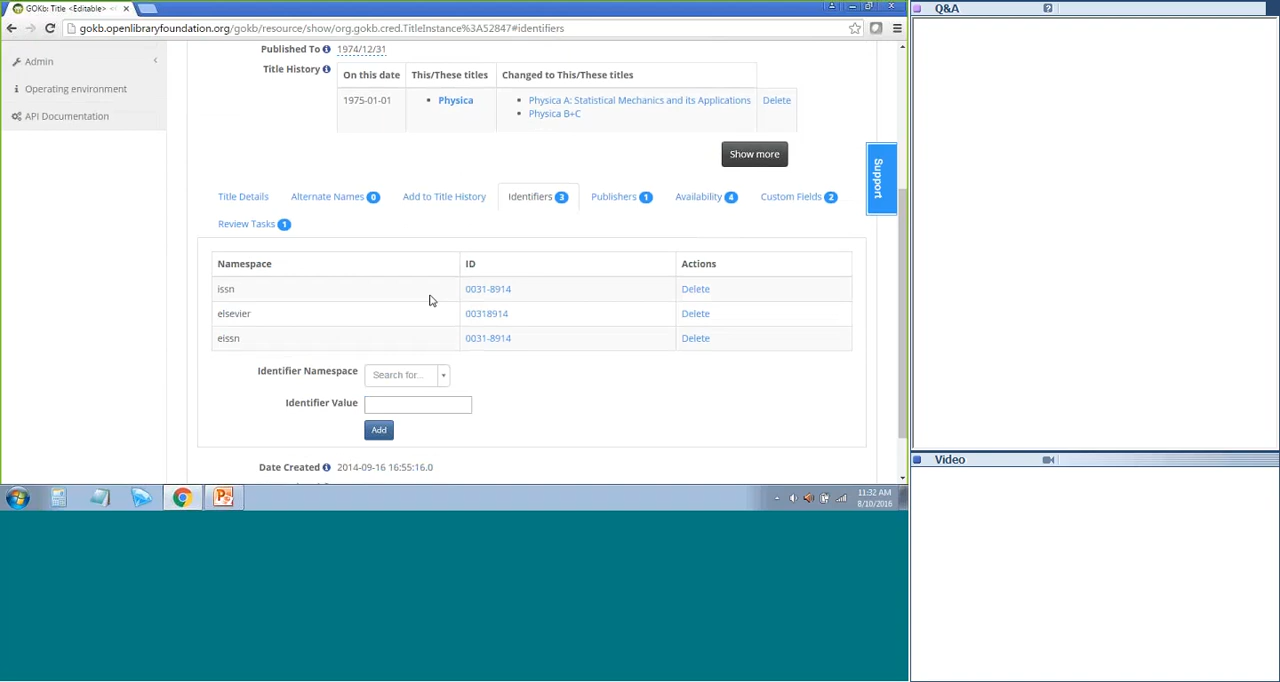 GOKb: Title <Editable> <
Q&A
gokb.openlibraryfoundation.org/gokb/resource/show/org.gokb.cred.TitleInstance%3A52847#identifiers
Published To 1974/12/31
Admin
Title History
On this date This/These titles Changed to This/These titles
Operating environment
1975-01-01 Physica Physica A: Statistical Mechanics and its Applications Delete
Physica B+C
API Documentation
Show more
Support
Title Details Alternate Names 0 Add to Title History Identifiers 3 Publishers 1 Availability 4 Custom Fields 2
Review Tasks 1
Namespace ID Actions
issn 0031-8914 Delete
elsevier 00318914 Delete
eissn 0031-8914 Delete
Identifier Namespace Search for...
Identifier Value
Add
Video
Date Created 2014-09-16 16:55:16.0
11:32 AM
8/10/2016